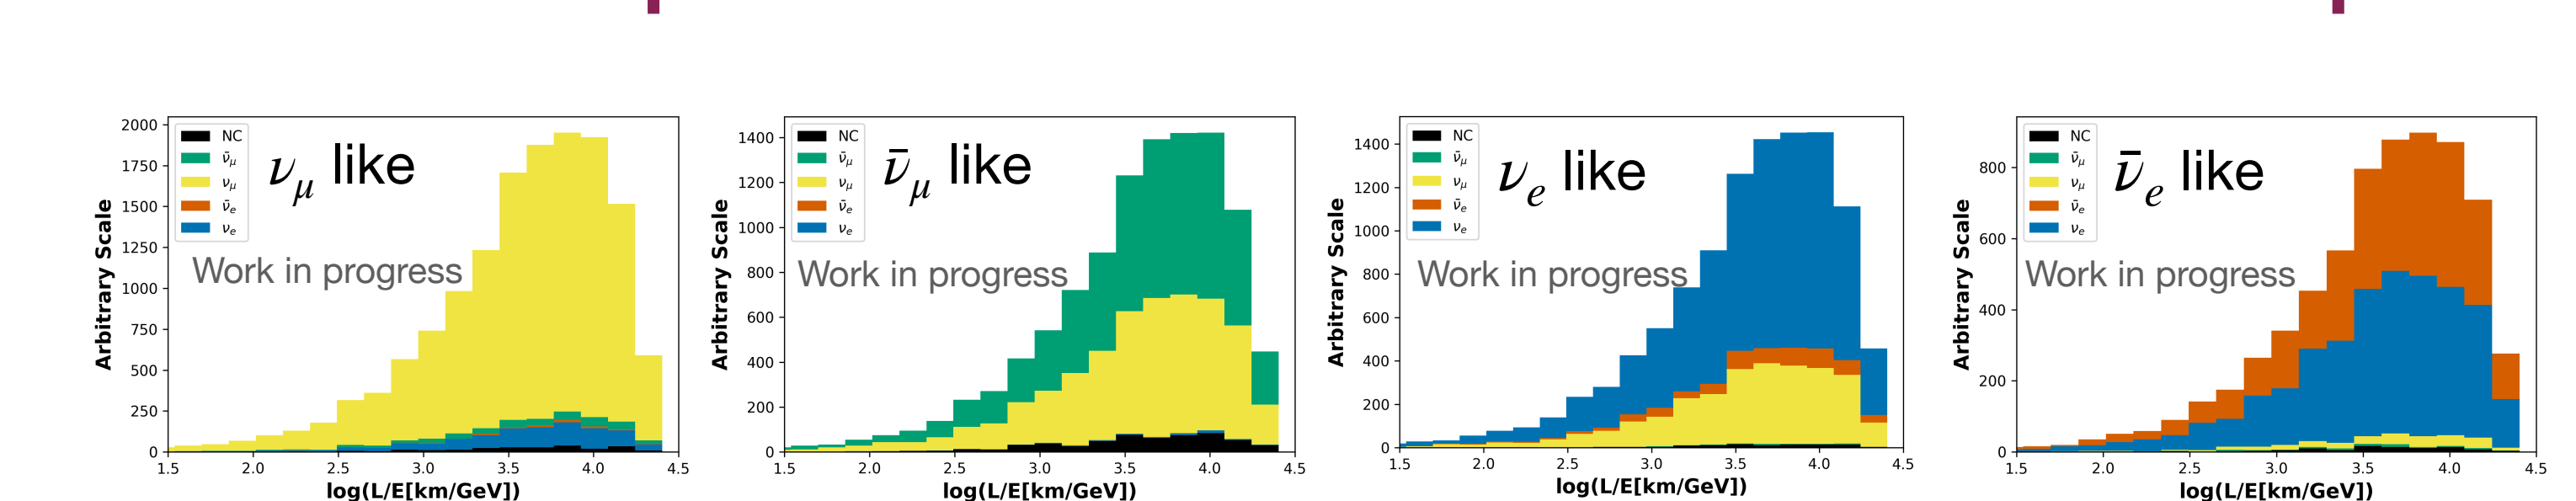 2000
1750
1500
1250
1000
750
500
250
0
Arbitrary Scale
NC
ν̄μ
νμ
ν̄e
νe
νμ like
Work in progress
1.5 2.0 2.5 3.0 3.5 4.0 4.5
log(L/E[km/GeV])
1400
1200
1000
800
600
400
200
0
Arbitrary Scale
NC
ν̄μ
νμ
ν̄e
νe
ν̄μ like
Work in progress
1.5 2.0 2.5 3.0 3.5 4.0 4.5
log(L/E[km/GeV])
1400
1200
1000
800
600
400
200
0
Arbitrary Scale
NC
ν̄μ
νμ
ν̄e
νe
νe like
Work in progress
1.5 2.0 2.5 3.0 3.5 4.0 4.5
log(L/E[km/GeV])
800
600
400
200
0
Arbitrary Scale
NC
ν̄μ
νμ
ν̄e
νe
ν̄e like
Work in progress
1.5 2.0 2.5 3.0 3.5 4.0 4.5
log(L/E[km/GeV])